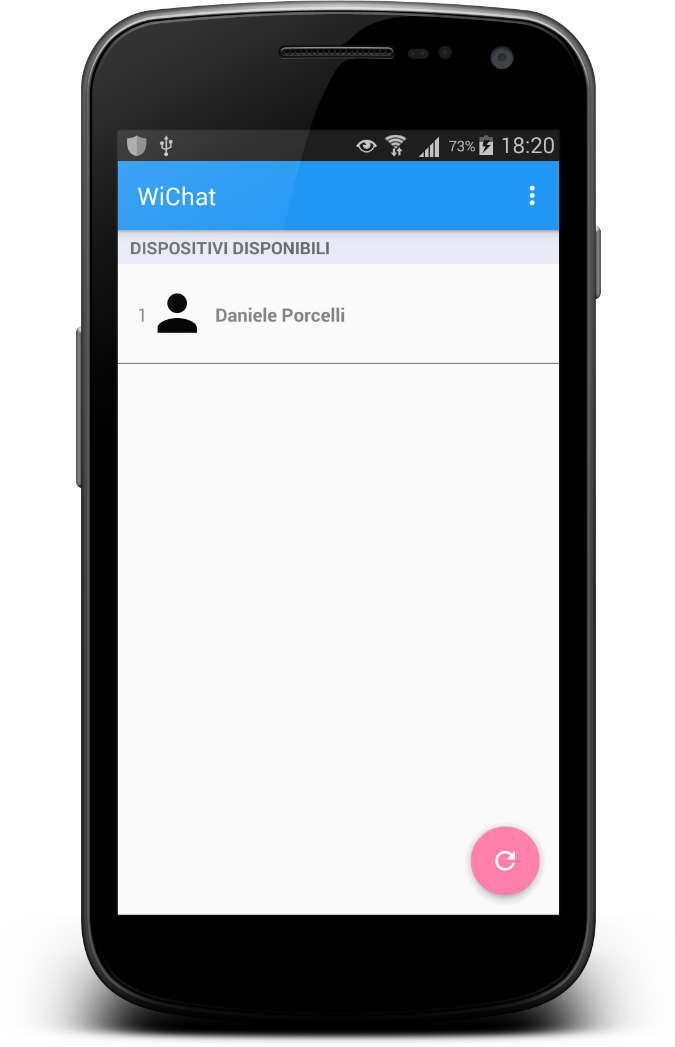 73% 18:20
WiChat
DISPOSITIVI DISPONIBILI
1 Daniele Porcelli